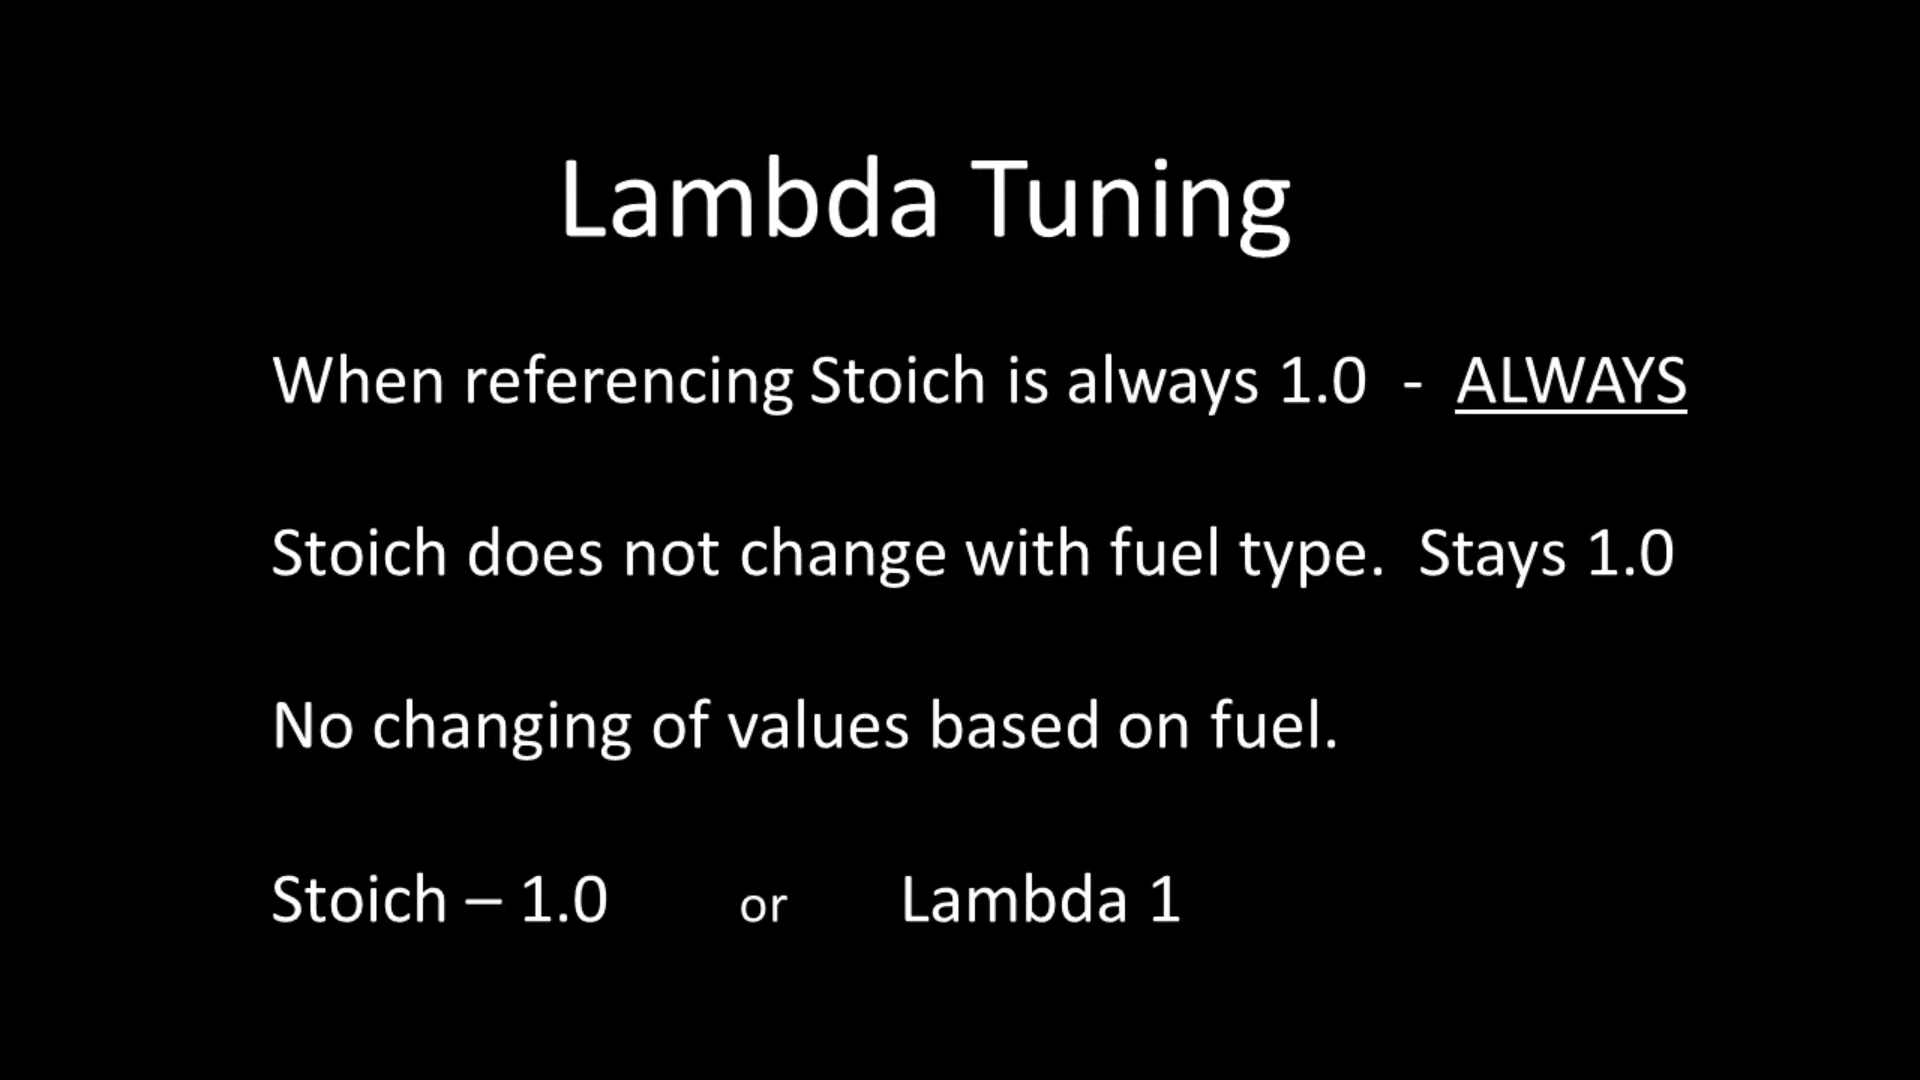 Lambda Tuning
When referencing Stoich is always 1.0 - ALWAYS
Stoich does not change with fuel type. Stays 1.0
No changing of values based on fuel.
Stoich – 1.0 or Lambda 1